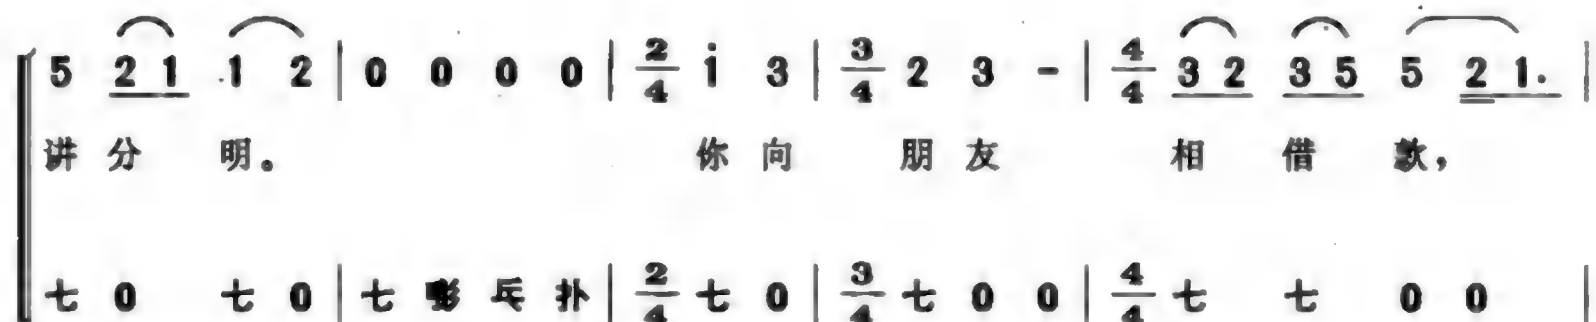 5 2 1 1 2 | 0 0 0 0 | 2/4 i 3 | 3/4 2 3 - | 4/4 3 2 3 5 5 2 1. |
讲分 明。 你向 朋友 相 借 款，
七 0 七 0 | 七 嘭 乓 扑 | 2/4 七 0 | 3/4 七 0 0 | 4/4 七 七 0 0 |